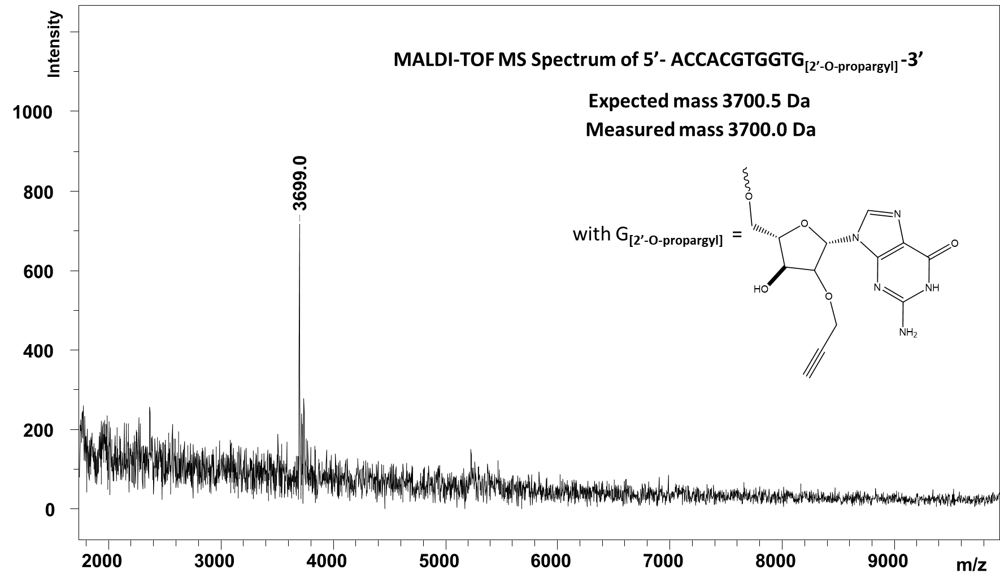 Intensity
MALDI-TOF MS Spectrum of 5’- ACCACGTGGTG[2’-O-propargyl]-3’
Expected mass 3700.5 Da
Measured mass 3700.0 Da
1000
800
600
400
200
0
3699.0
with G[2’-O-propargyl] =
O
O
N
N
O
HO
O
N
NH
NH2
2000 3000 4000 5000 6000 7000 8000 9000 m/z